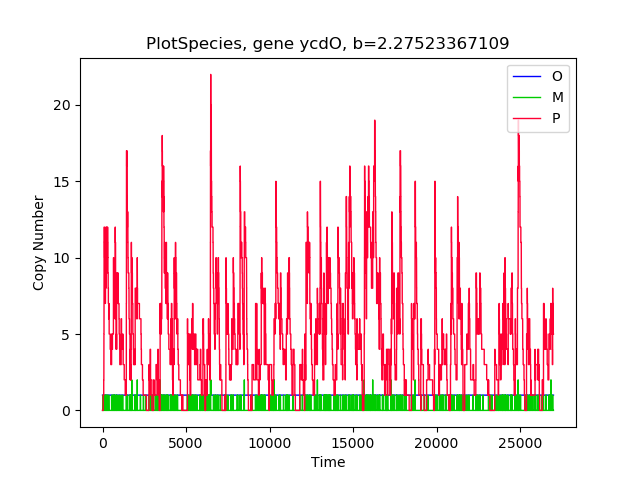 PlotSpecies, gene ycdO, b=2.27523367109
O
M
P
20
15
10
5
0
Copy Number
0 5000 10000 15000 20000 25000
Time